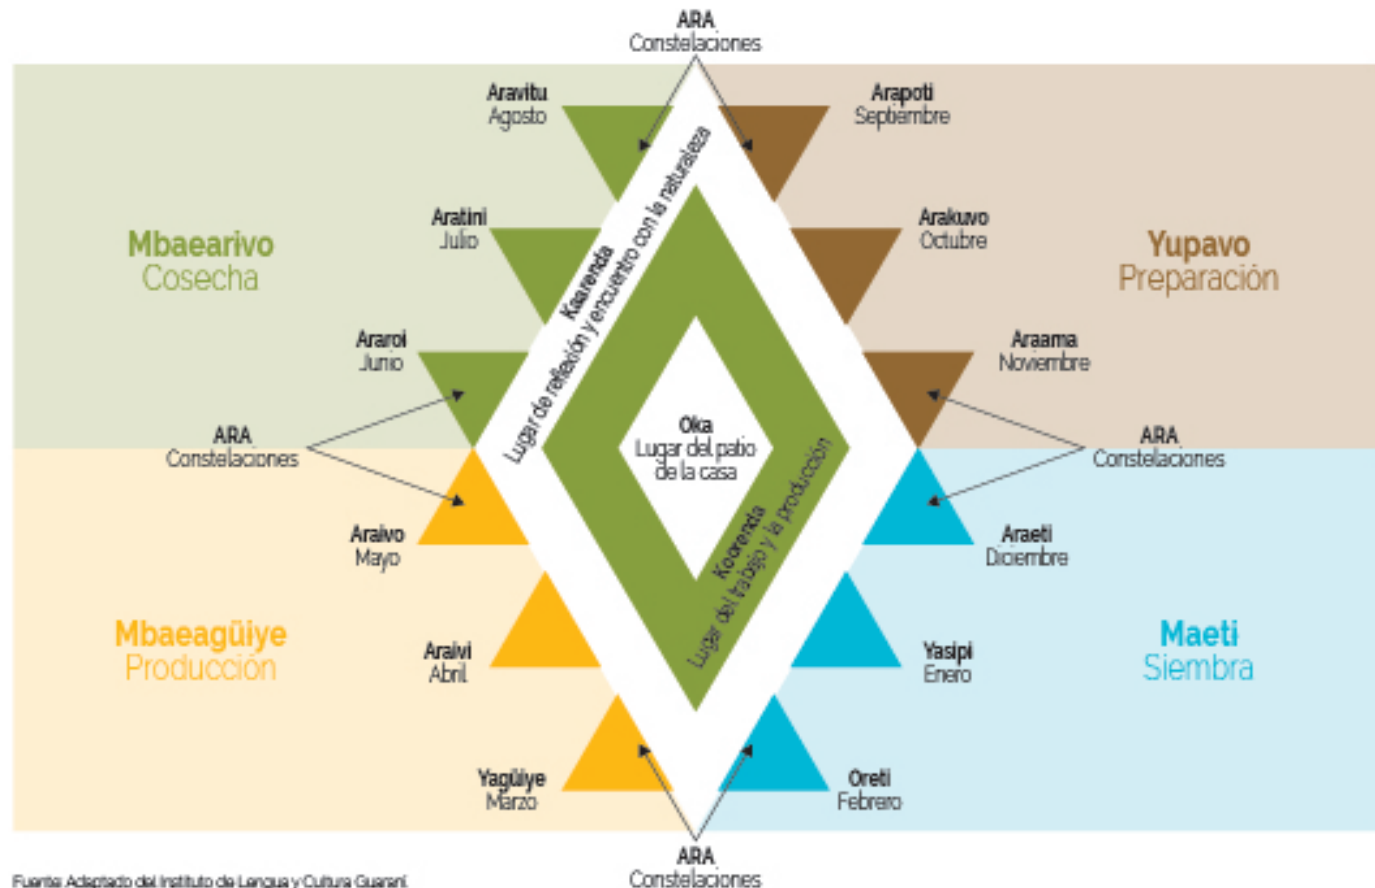 ARA
Constelaciones
Aravitu
Agosto
Arapoti
Septiembre
Aratini
Julio
Arakuvo
Octubre
Mbaearivo
Cosecha
Yupavo
Preparación
Kaarenda
Lugar de reflexión y encuentro con la naturaleza
Araroi
Junio
Araama
Noviembre
ARA
Constelaciones
Oka
Lugar del patio
de la casa
ARA
Constelaciones
Koorenda
Lugar del trabajo y la producción
Araivo
Mayo
Araeti
Diciembre
Mbaeagüiye
Producción
Maeti
Siembra
Araivi
Abril
Yasipi
Enero
Yagüiye
Marzo
Oreti
Febrero
ARA
Constelaciones
Fuente: Adaptado del Instituto de Lengua y Cultura Guaraní.